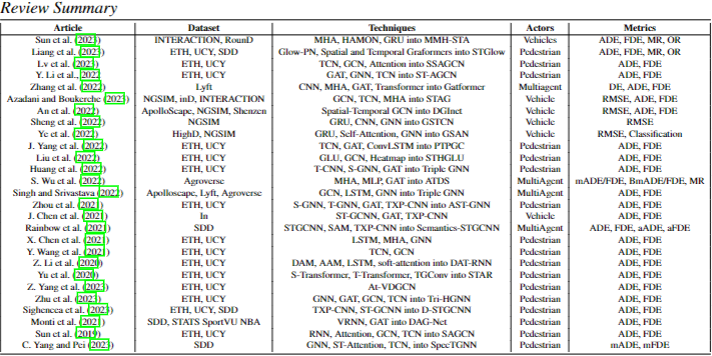 Review Summary
Article Dataset Techniques Actors Metrics
Sun et al. (2023) INTERACTION, RounD MHA, HAMON, GRU into MMH-STA Vehicles ADE, FDE, MR, OR
Liang et al. (2023) ETH, UCY, SDD Glow-PN, Spatial and Temporal Graformers into STGlow Pedestrian ADE, FDE, MR, OR
Lv et al. (2023) ETH, UCY TCN, GCN, Attention into SSAGCN Pedestrian ADE, FDE
Y. Li et al., 2022 ETH, UCY GAT, GNN, TCN into ST-AGCN Pedestrian ADE, FDE
Zhang et al. (2022) Lyft CNN, MHA, GAT, Transformer into Gatformer Multiagent DE, ADE, FDE
Azadani and Boukerche (2023) NGSIM, inD, INTERACTION GCN, TCN, MHA into STAG Vehicle RMSE, ADE, FDE
An et al. (2022) ApolloScape, NGSIM, Shenzen Spatial-Temporal GCN into DGInet Vehicle RMSE, ADE, FDE
Sheng et al. (2022) NGSIM GRU, CNN, GNN into GSTCN Vehicle RMSE
Ye et al. (2022) HighD, NGSIM GRU, Self-Attention, GNN into GSAN Vehicle RMSE, Classification
J. Yang et al. (2022) ETH, UCY TCN, GAT, ConvLSTM into PTPGC Pedestrian ADE, FDE
Liu et al. (2022) ETH, UCY GLU, GCN, Heatmap into STHGLU Pedestrian ADE, FDE
Huang et al. (2022) ETH, UCY T-CNN, S-GNN, GAT into Triple GNN Pedestrian ADE, FDE
S. Wu et al. (2022) Agroverse MHA, MLP, GAT into ATDS MultiAgent mADE/FDE, BmADE/FDE, MR
Singh and Srivastava (2022) Apolloscape, Lyft, Agroverse GCN, LSTM, GNN into Triple GNN MultiAgent ADE, FDE
Zhou et al. (2021) ETH, UCY S-GNN, T-GNN, GAT, TXP-CNN into AST-GNN Pedestrian ADE, FDE
J. Chen et al. (2021) In ST-GCNN, GAT, TXP-CNN Vehicle ADE, FDE
Rainbow et al. (2021) SDD STGCNN, SAM, TXP-CNN into Semantics-STGCNN MultiAgent ADE, FDE, aADE, aFDE
X. Chen et al. (2021) ETH, UCY LSTM, MHA, GNN Pedestrian ADE, FDE
Y. Wang et al. (2021) ETH, UCY TCN, GCN Pedestrian ADE, FDE
Z. Li et al. (2020) ETH, UCY DAM, AAM, LSTM, soft-attention into DAT-RNN Pedestrian ADE, FDE
Yu et al. (2020) ETH, UCY S-Transformer, T-Transformer, TGConv into STAR Pedestrian ADE, FDE
Z. Yang et al. (2023) ETH, UCY At-VDGCN Pedestrian ADE, FDE
Zhu et al. (2023) ETH, UCY GNN, GAT, GCN, TCN into Tri-HGNN Pedestrian ADE, FDE
Sighencea et al. (2023) ETH, UCY, SDD TXP-CNN, ST-GCNN into D-STGCNN Pedestrian ADE, FDE
Monti et al. (2021) SDD, STATS SportVU NBA VRNN, GAT into DAG-Net Pedestrian ADE, FDE
Sun et al. (2019) ETH, UCY RNN, Attention, GCN, TCN into SAGCN Pedestrian ADE, FDE
C. Yang and Pei (2023) SDD GNN, ST-Attention, TCN, into SpecTGNN Pedestrian mADE, mFDE